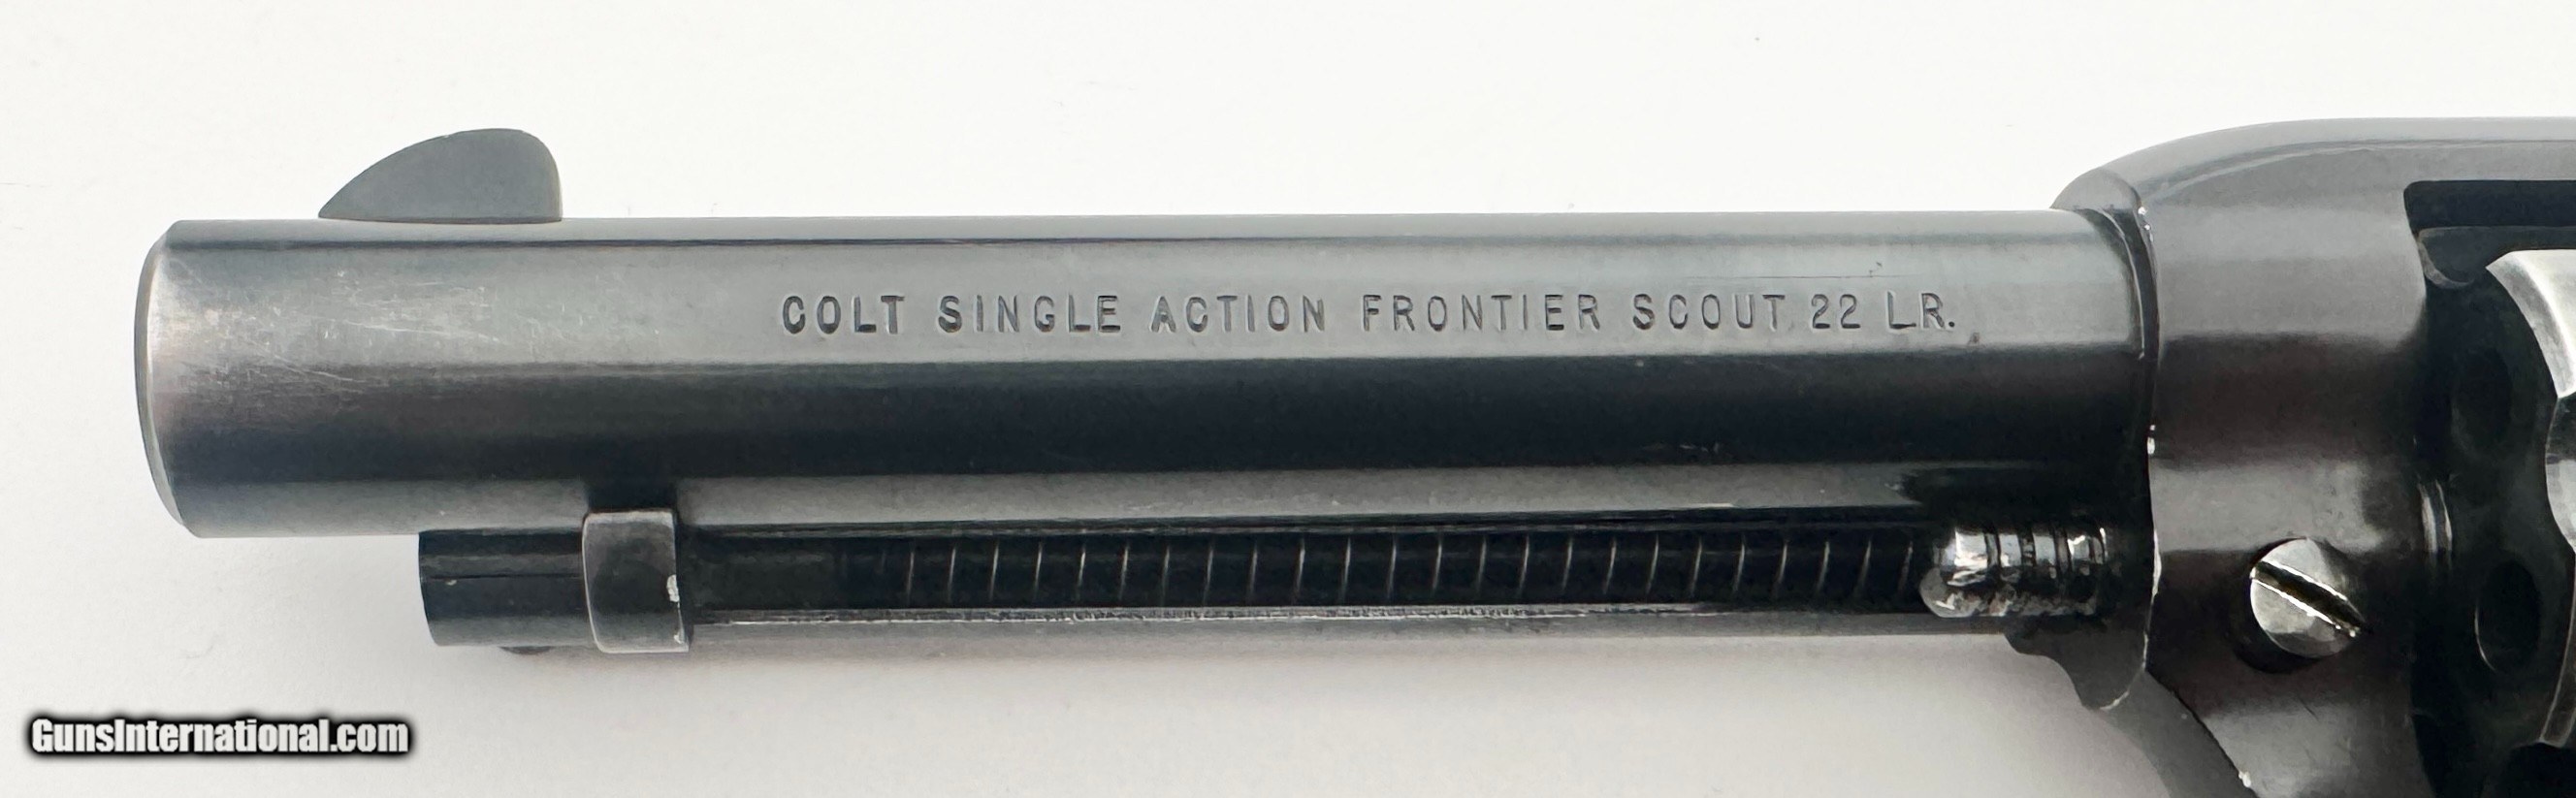 COLT SINGLE ACTION FRONTIER SCOUT 22 LR.
GunsInternational.com